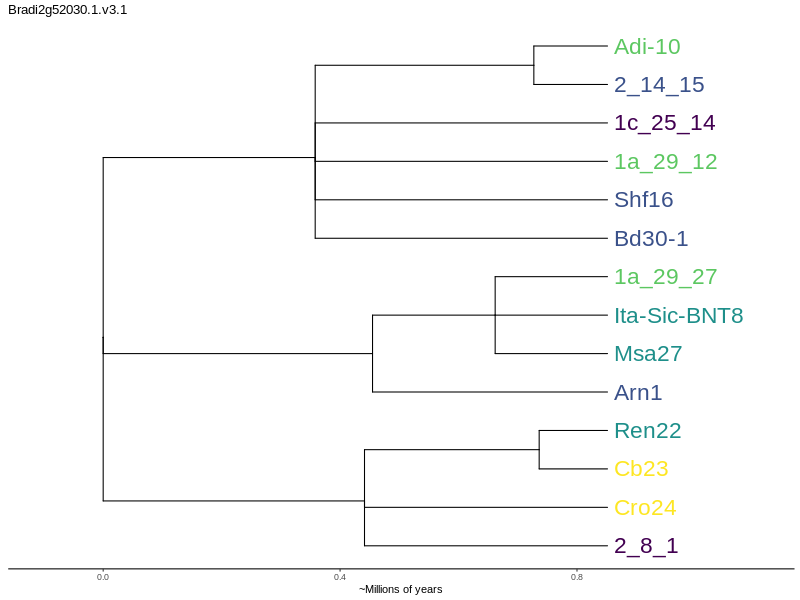 Bradi2g52030.1.v3.1
Adi-10
2_14_15
1c_25_14
1a_29_12
Shf16
Bd30-1
1a_29_27
Ita-Sic-BNT8
Msa27
Arn1
Ren22
Cb23
Cro24
2_8_1
0.0 0.4 0.8
~Millions of years